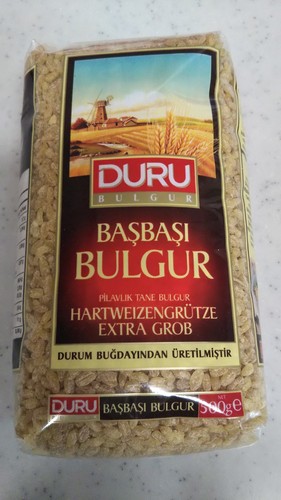 DURU
BULGUR
BAŞBAŞI
BULGUR
PİLAVLIK TANE BULGUR
HARTWEIZENGRÜTZE
EXTRA GROB
DURUM BUĞDAYINDAN ÜRETİLMİŞTİR
DURU BAŞBAŞI BULGUR NET 500g e